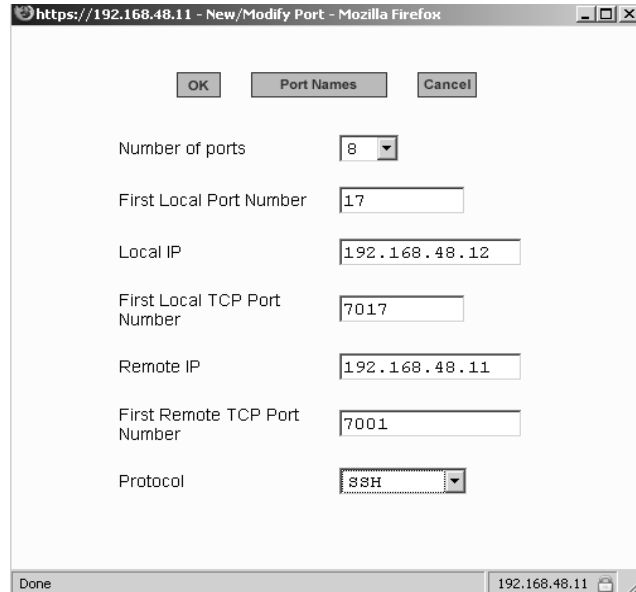 https://192.168.48.11 - New/Modify Port - Mozilla Firefox
OK Port Names Cancel
Number of ports 8
First Local Port Number 17
Local IP 192.168.48.12
First Local TCP Port
Number 7017
Remote IP 192.168.48.11
First Remote TCP Port
Number 7001
Protocol SSH
Done 192.168.48.11